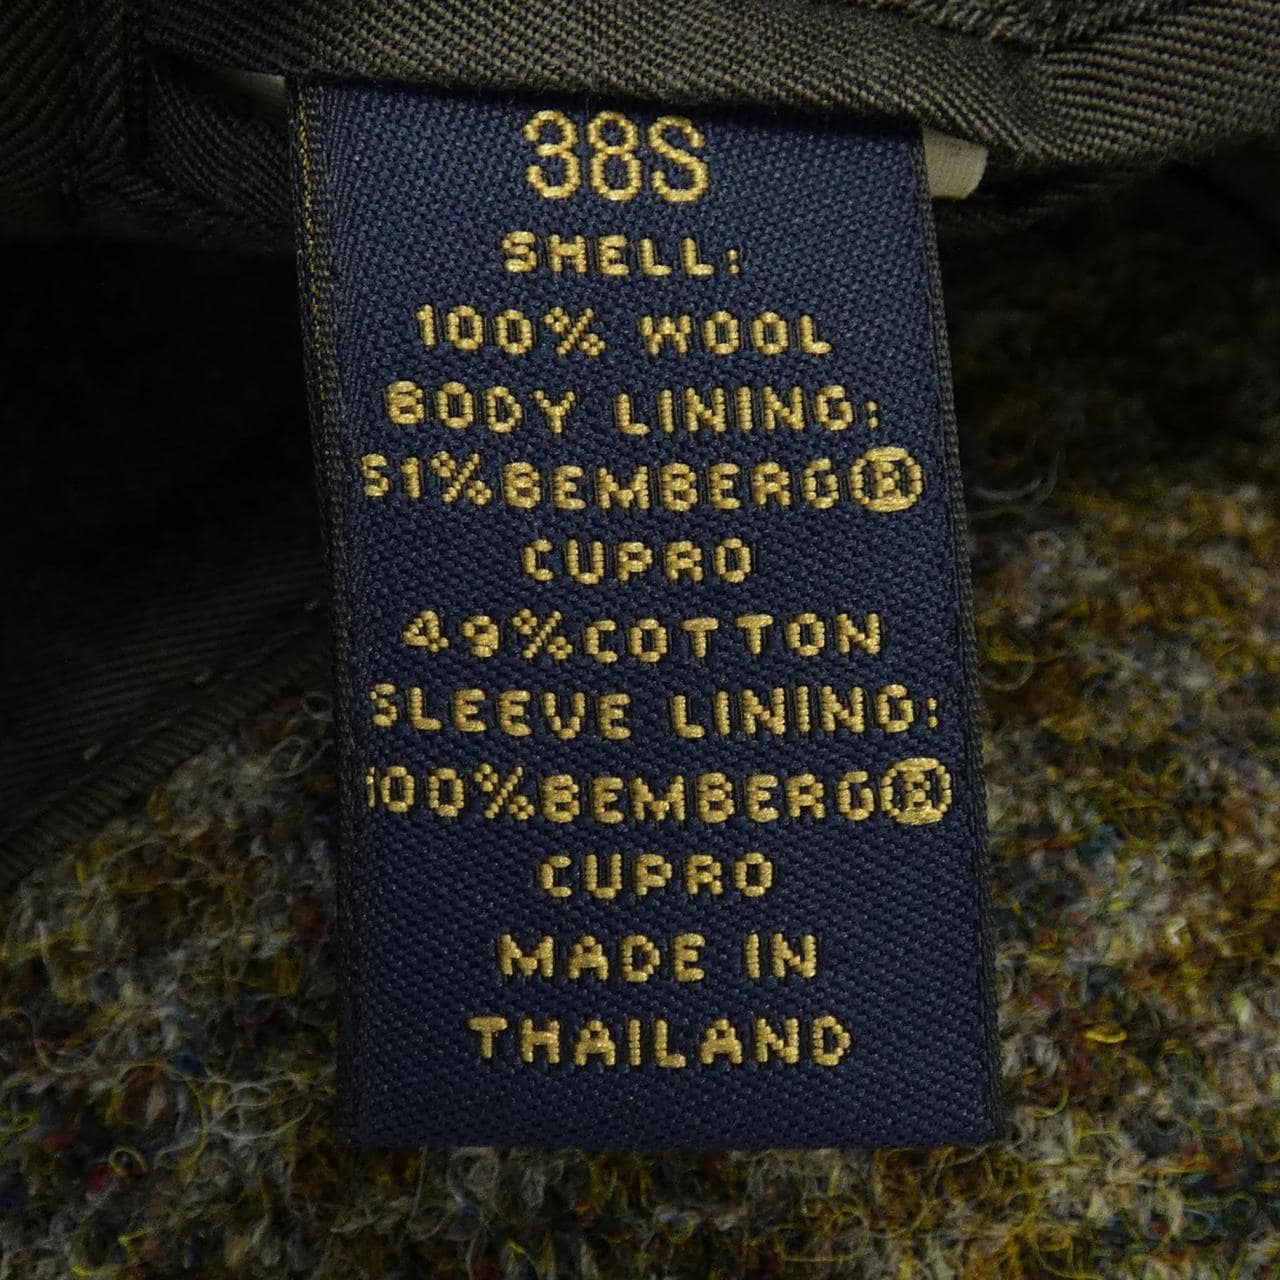 38S
SHELL:
100% WOOL
BODY LINING:
51%BEMBERG®
CUPRO
49%COTTON
SLEEVE LINING:
100%BEMBERG®
CUPRO
MADE IN
THAILAND